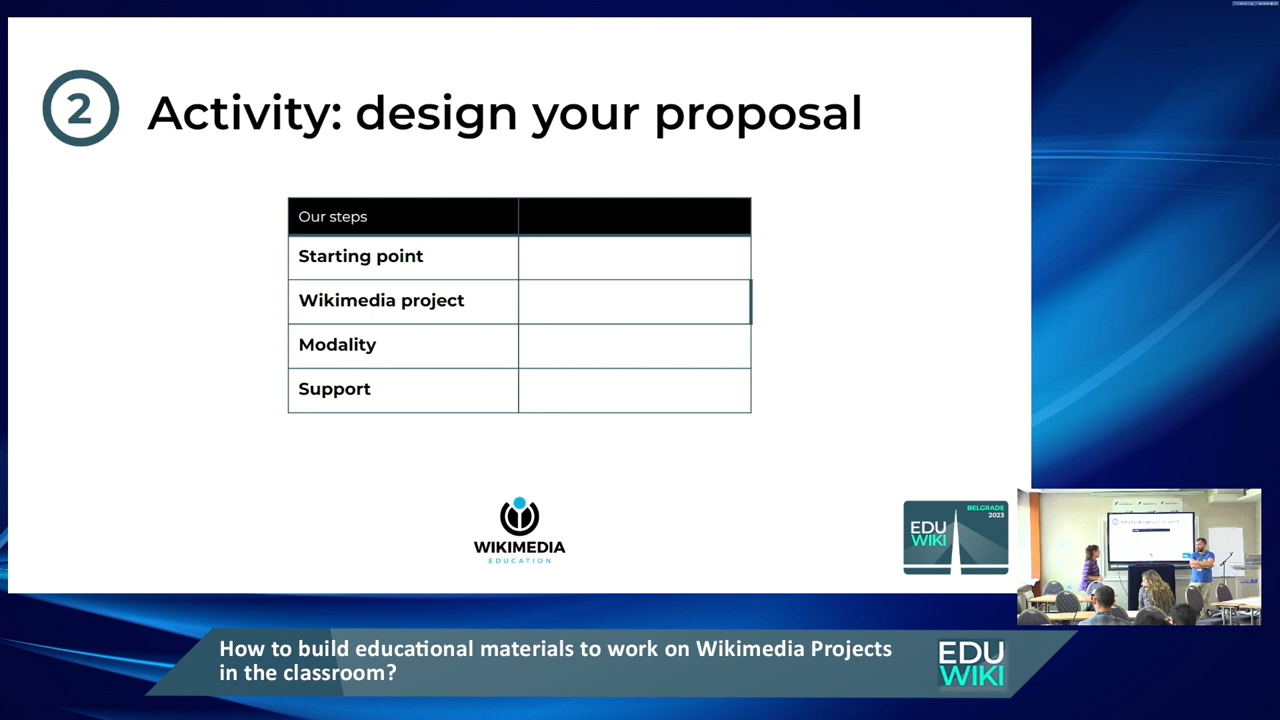 2
Activity: design your proposal
Our steps
Starting point
Wikimedia project
Modality
Support
WIKIMEDIA
EDUCATION
BELGRADE
2023
EDU
WIKI
How to build educational materials to work on Wikimedia Projects
in the classroom?
EDU
WIKI